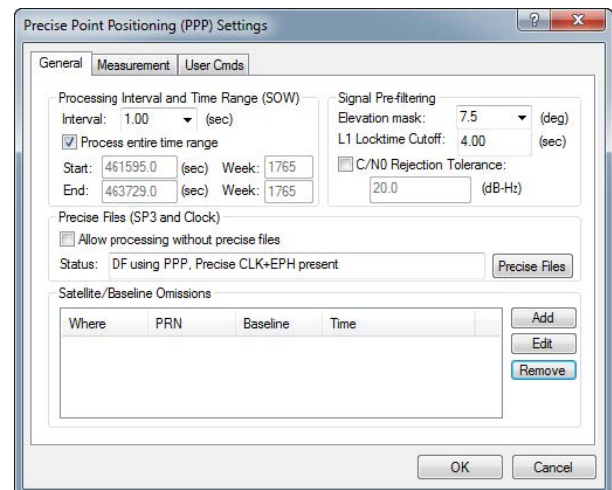 Precise Point Positioning (PPP) Settings
General Measurement User Cmds
Processing Interval and Time Range (SOW)
Interval: 1.00 (sec)
Process entire time range
Start: 461595.0 (sec) Week: 1765
End: 463729.0 (sec) Week: 1765
Signal Pre-filtering
Elevation mask: 7.5 (deg)
L1 Locktime Cutoff: 4.00 (sec)
C/N0 Rejection Tolerance:
20.0 (dB-Hz)
Precise Files (SP3 and Clock)
Allow processing without precise files
Status: DF using PPP, Precise CLK+EPH present Precise Files
Satellite/Baseline Omissions
Where PRN Baseline Time
Add
Edit
Remove
OK Cancel